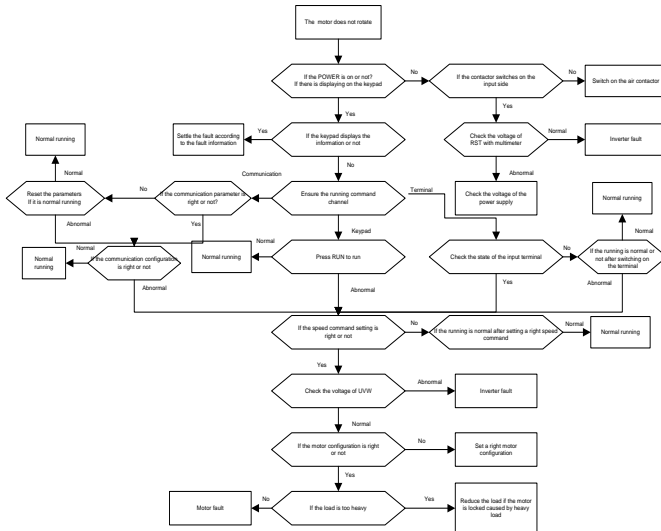 The motor does not rotate
If the POWER is on or not?
If there is displaying on the keypad
No
If the contactor switches on the
input side
No
Switch on the air contactor
Yes
Yes
Settle the fault according
to the fault information
Yes
If the keypad displays the
information or not
Check the voltage of
RST with multimeter
Normal
Inverter fault
Normal running
Normal
No
Abnormal
Communication
Reset the parameters
If it is normal running
No
If the communication parameter is
right or not?
Ensure the running command
channel
Terminal
Check the voltage of the
power supply
Normal running
Abnormal
Yes
Keypad
Normal
Normal
running
Normal
If the communication configuration
is right or not
Normal running
Normal
Press RUN to run
Check the state of the input terminal
No
If the running is normal or
not after switching on
the terminal
Abnormal
Abnormal
Yes
Abnormal
If the speed command setting is
right or not
No
If the running is normal after setting a right speed
command
Normal
Normal running
Yes
Check the voltage of UVW
Abnormal
Inverter fault
Normal
If the motor configuration is right
or not
No
Set a right motor
configuration
Yes
Motor fault
No
If the load is too heavy
Yes
Reduce the load if the motor
is locked caused by heavy
load